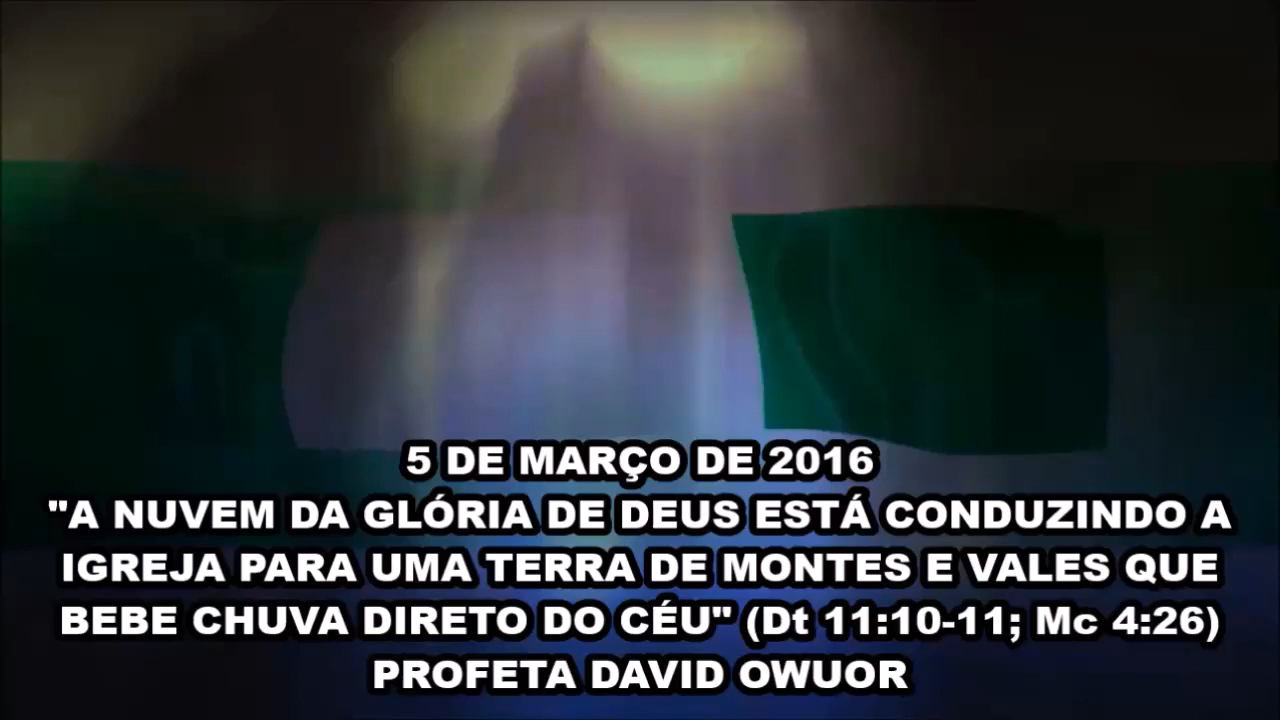 5 DE MARÇO DE 2016
"A NUVEM DA GLÓRIA DE DEUS ESTÁ CONDUZINDO A
IGREJA PARA UMA TERRA DE MONTES E VALES QUE
BEBE CHUVA DIRETO DO CÉU" (Dt 11:10-11; Mc 4:26)
PROFETA DAVID OWUOR